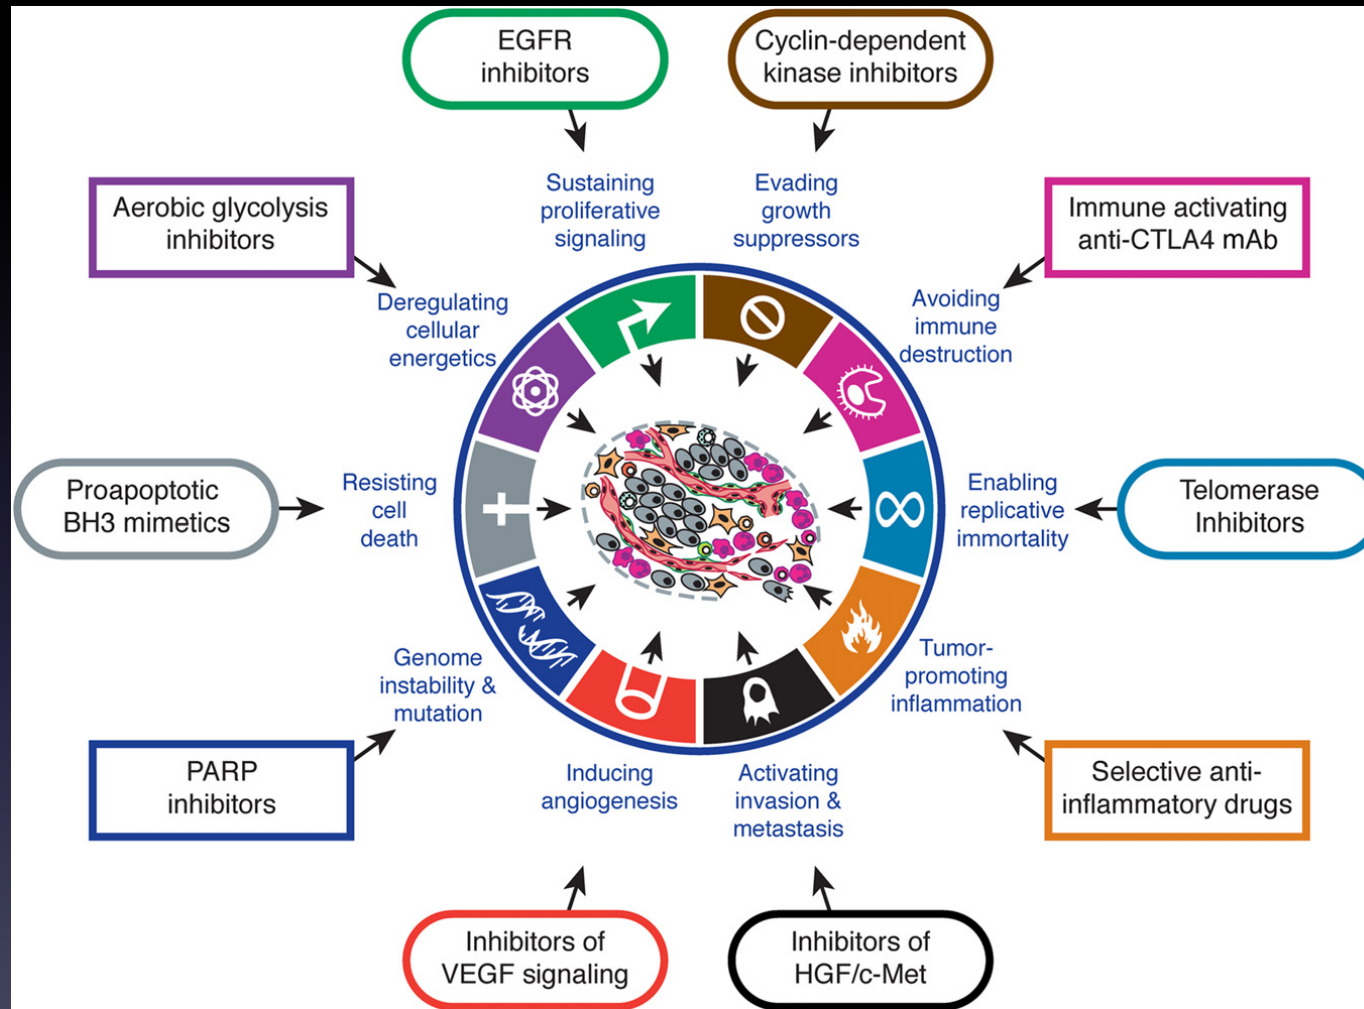 EGFR
inhibitors
Cyclin-dependent
kinase inhibitors
Aerobic glycolysis
inhibitors
Sustaining
proliferative
signaling
Evading
growth
suppressors
Immune activating
anti-CTLA4 mAb
Deregulating
cellular
energetics
Avoiding
immune
destruction
Proapoptotic
BH3 mimetics
Resisting
cell
death
Enabling
replicative
immortality
Telomerase
Inhibitors
Genome
instability &
mutation
Tumor-
promoting
inflammation
PARP
inhibitors
Inducing
angiogenesis
Activating
invasion &
metastasis
Selective anti-
inflammatory drugs
Inhibitors of
VEGF signaling
Inhibitors of
HGF/c-Met